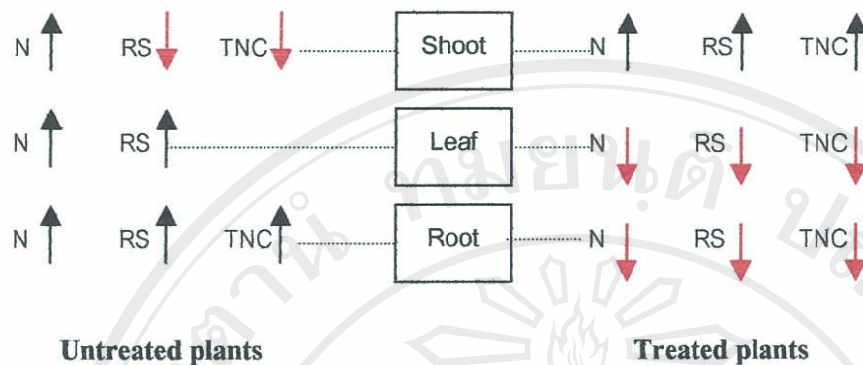 N RS TNC Shoot N RS TNC
N RS Leaf N RS TNC
N RS TNC Root N RS TNC
Untreated plants Treated plants